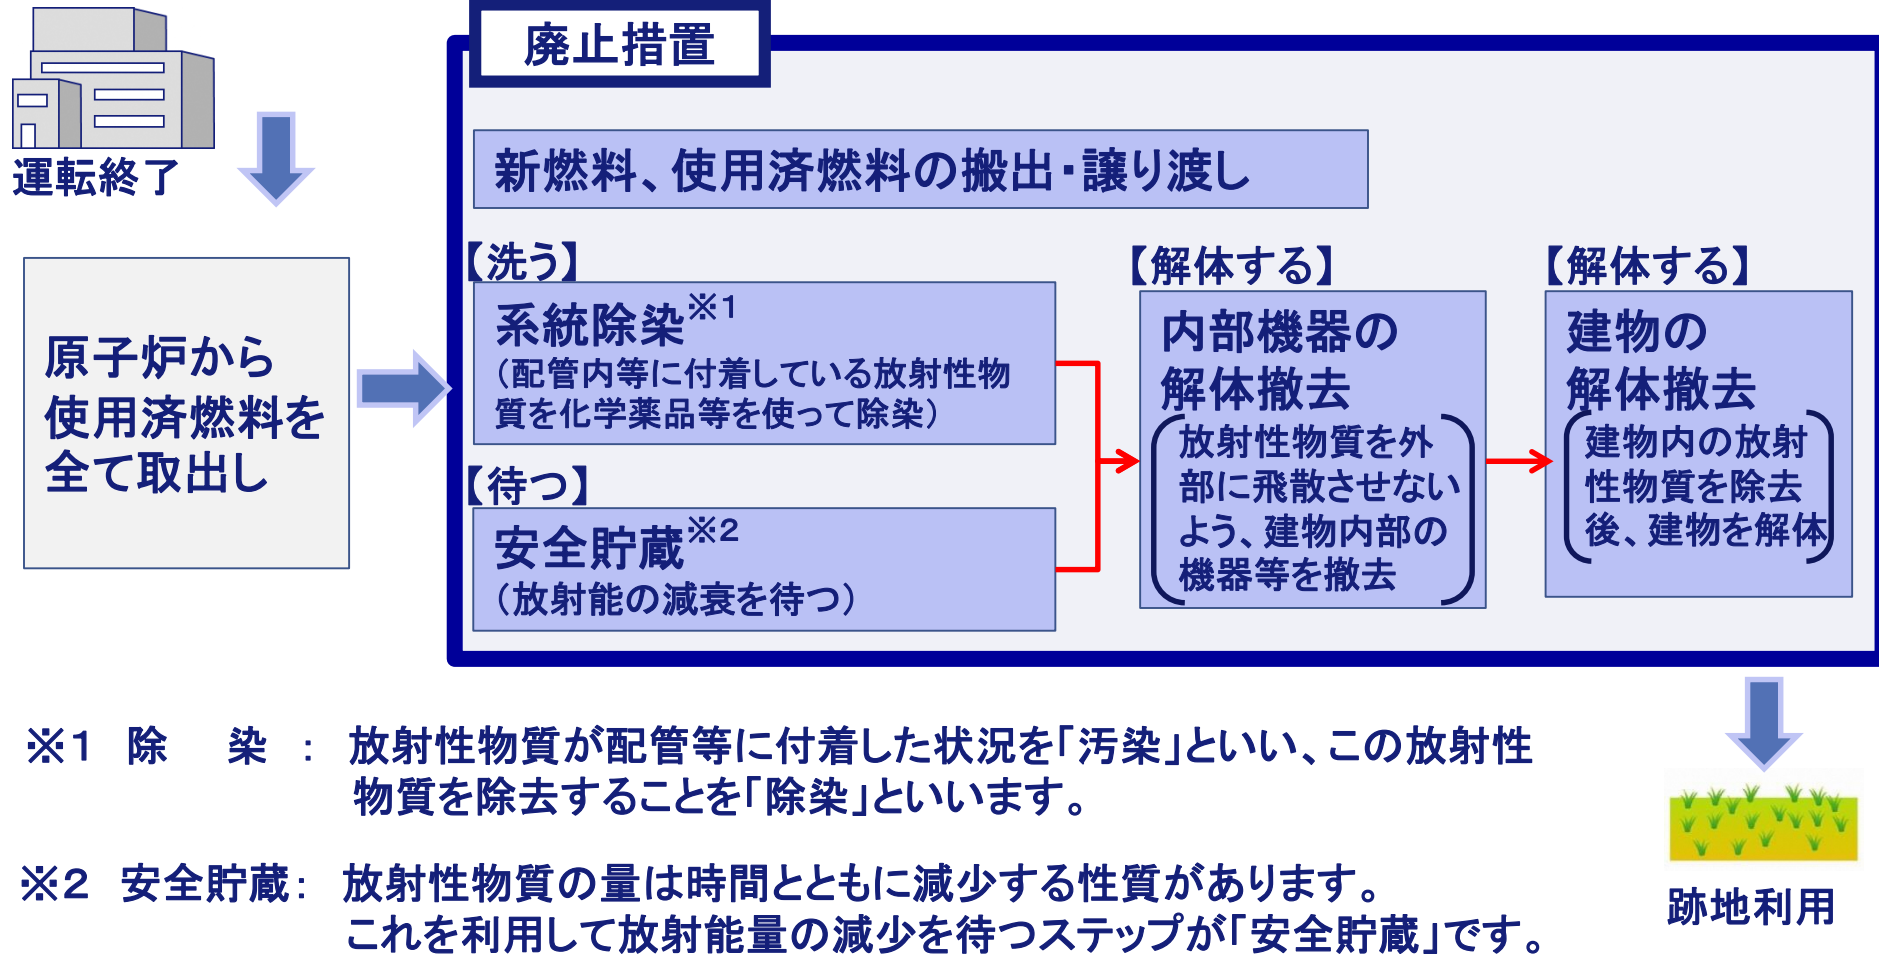 廃止措置
運転終了
新燃料、使用済燃料の搬出・譲り渡し
原子炉から
使用済燃料を
全て取出し
【洗う】
系統除染※1
（配管内等に付着している放射性物
質を化学薬品等を使って除染）
【待つ】
安全貯蔵※2
（放射能の減衰を待つ）
【解体する】
内部機器の
解体撤去
放射性物質を外
部に飛散させない
よう、建物内部の
機器等を撤去
【解体する】
建物の
解体撤去
建物内の放射
性物質を除去
後、建物を解体
※1 除 染 ： 放射性物質が配管等に付着した状況を「汚染」といい、この放射性
物質を除去することを「除染」といいます。
※2 安全貯蔵： 放射性物質の量は時間とともに減少する性質があります。
これを利用して放射能量の減少を待つステップが「安全貯蔵」です。
跡地利用